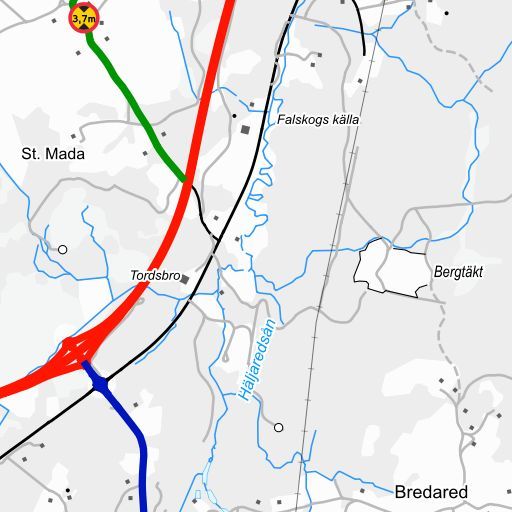 3,7m
Falskogs källa
St. Mada
Tordsbro
Bergtäkt
Häljaredsån
Bredared